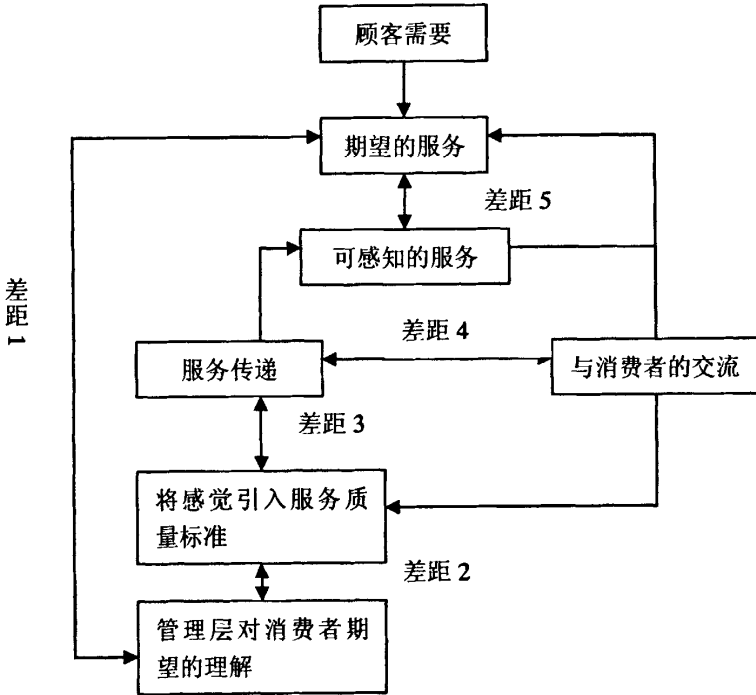 顾客需要
期望的服务
差距 5
可感知的服务
差距 1
差距 4
服务传递
与消费者的交流
差距 3
将感觉引入服务质
量标准
差距 2
管理层对消费者期
望的理解